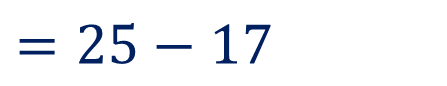 = 25 − 17